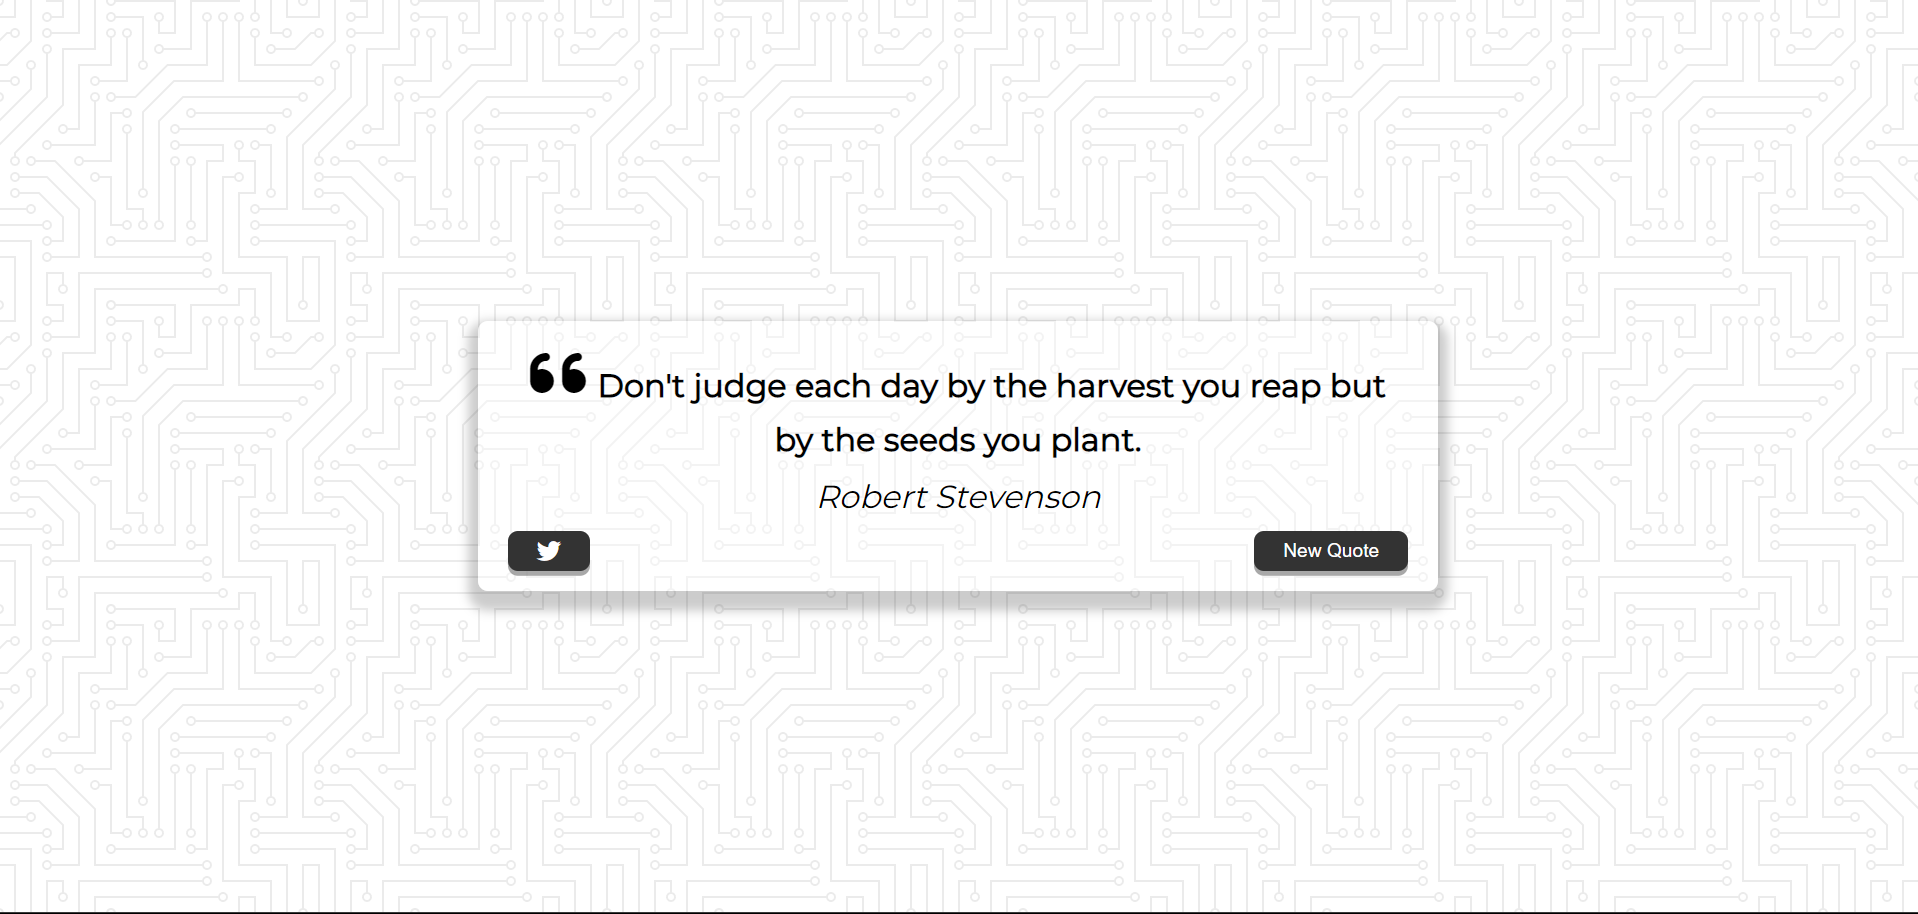 “ Don't judge each day by the harvest you reap but
by the seeds you plant.
Robert Stevenson
New Quote